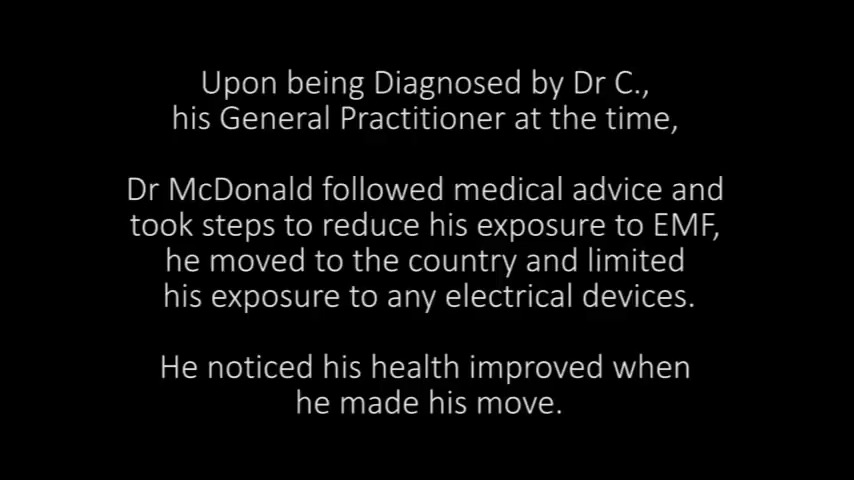 Upon being Diagnosed by Dr C.,
his General Practitioner at the time,
Dr McDonald followed medical advice and
took steps to reduce his exposure to EMF,
he moved to the country and limited
his exposure to any electrical devices.
He noticed his health improved when
he made his move.